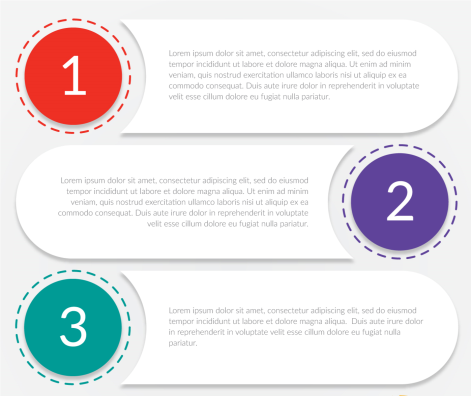 1
Lorem ipsum dolor sit amet, consectetur adipiscing elit, sed do eiusmod
tempor incididunt ut labore et dolore magna aliqua. Ut enim ad minim
veniam, quis nostrud exercitation ullamco laboris nisi ut aliquip ex ea
commodo consequat. Duis aute irure dolor in reprehenderit in voluptate
velit esse cillum dolore eu fugiat nulla pariatur.
Lorem ipsum dolor sit amet, consectetur adipiscing elit, sed do eiusmod
tempor incididunt ut labore et dolore magna aliqua. Ut enim ad minim
veniam, quis nostrud exercitation ullamco laboris nisi ut aliquip ex ea
commodo consequat. Duis aute irure dolor in reprehenderit in voluptate
velit esse cillum dolore eu fugiat nulla pariatur.
2
3
Lorem ipsum dolor sit amet, consectetur adipiscing elit, sed do eiusmod
tempor incididunt ut labore et dolore magna aliqua. Duis aute irure dolor
in reprehenderit in voluptate velit esse cillum dolore eu fugiat nulla
pariatur.